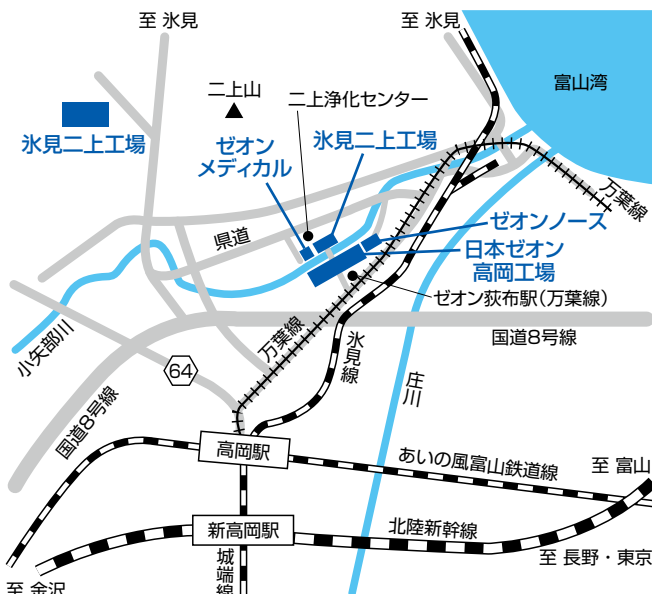 至 氷見
至 氷見
富山湾
二上山
二上浄化センター
氷見二上工場
ゼオン
メディカル
氷見二上工場
万葉線
県道
ゼオンノース
日本ゼオン
高岡工場
ゼオン荻布駅(万葉線)
小矢部川
万葉線
氷見線
国道8号線
64
庄川
国道8号線
高岡駅
あいの風富山鉄道線
至 富山
新高岡駅
北陸新幹線
至 長野・東京
城端線
至 金沢